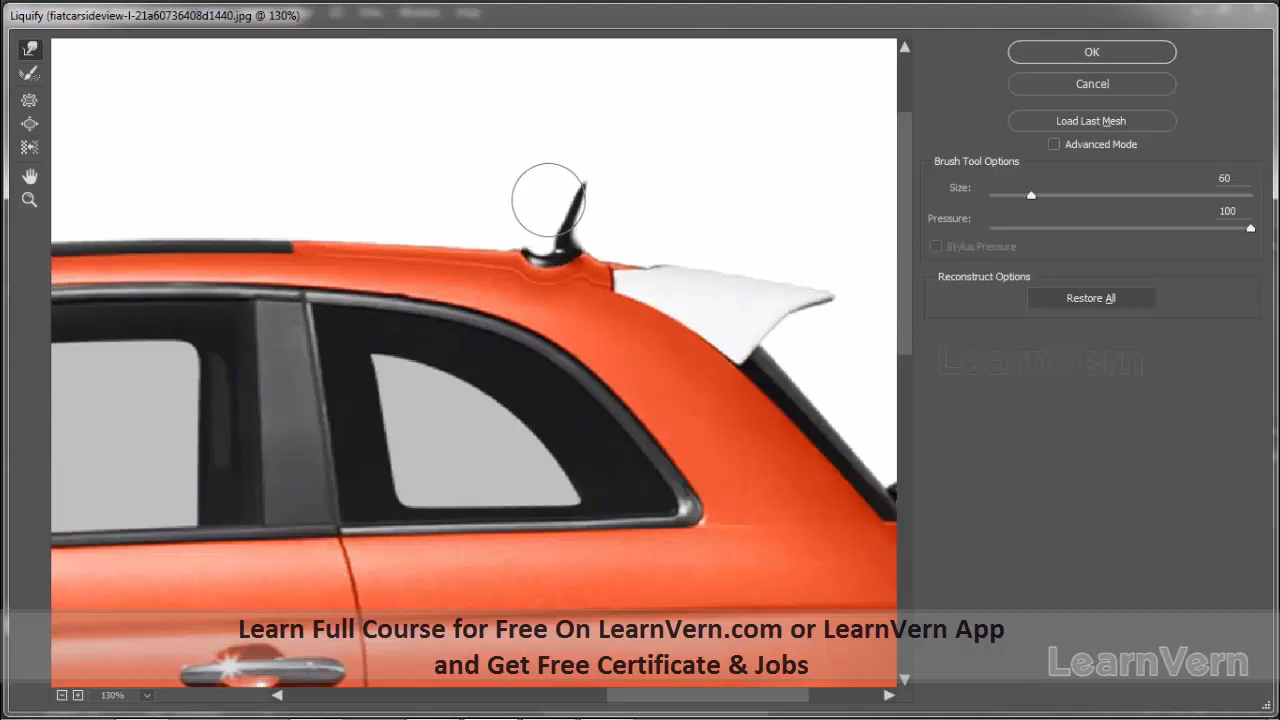 Liquify (fiatcarsideview-l-21a60736408d1440.jpg @ 130%)
OK
Cancel
Load Last Mesh
Advanced Mode
Brush Tool Options
Size: 60
Pressure: 100
Stylus Pressure
Reconstruct Options
Restore All
LearnVern
Learn Full Course for Free On LearnVern.com or LearnVern App
and Get Free Certificate & Jobs
LearnVern
130%